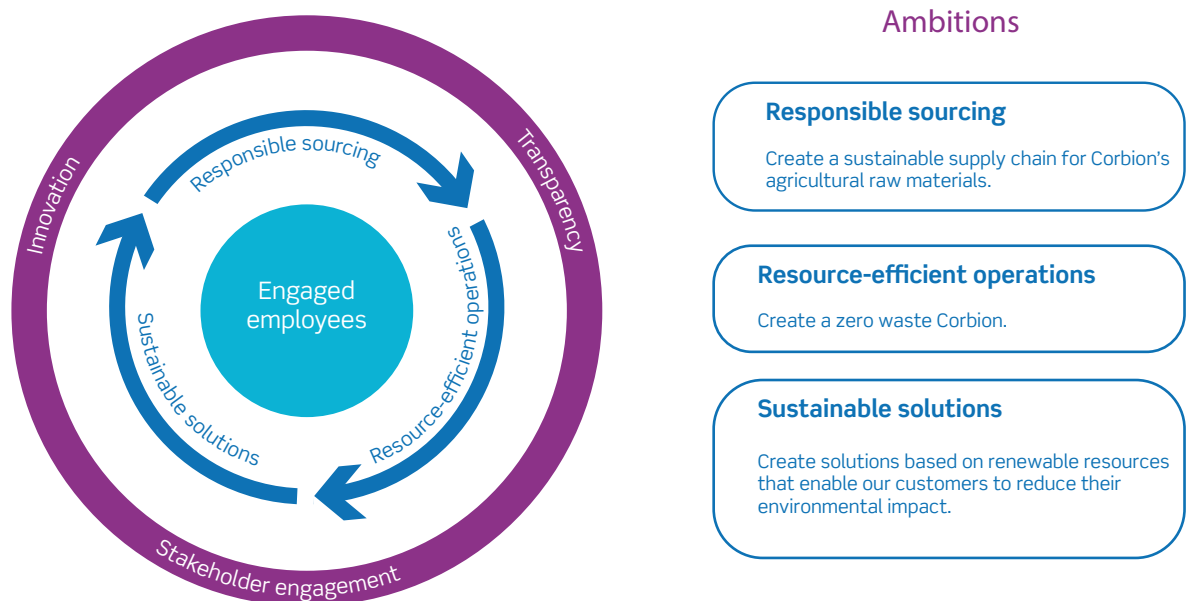 Innovation
Transparency
Stakeholder engagement
Responsible sourcing
Resource-efficient operations
Sustainable solutions
Engaged
employees
Ambitions
Responsible sourcing
Create a sustainable supply chain for Corbion's
agricultural raw materials.
Resource-efficient operations
Create a zero waste Corbion.
Sustainable solutions
Create solutions based on renewable resources
that enable our customers to reduce their
environmental impact.